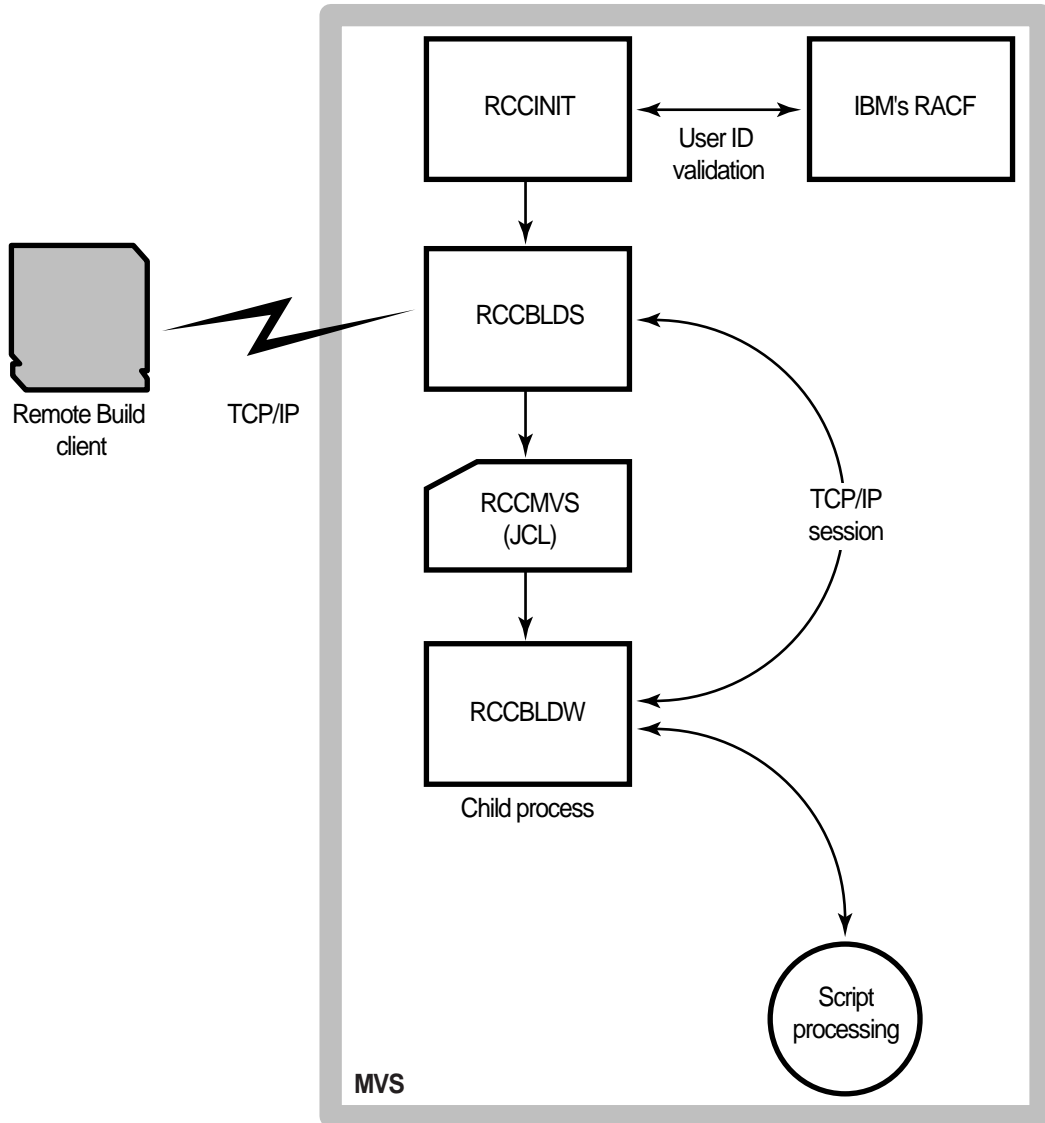 RCCINIT
IBM's RACF
User ID
validation
RCCBLDS
Remote Build
client
TCP/IP
RCCMVS
(JCL)
TCP/IP
session
RCCBLDW
Child process
Script
processing
MVS